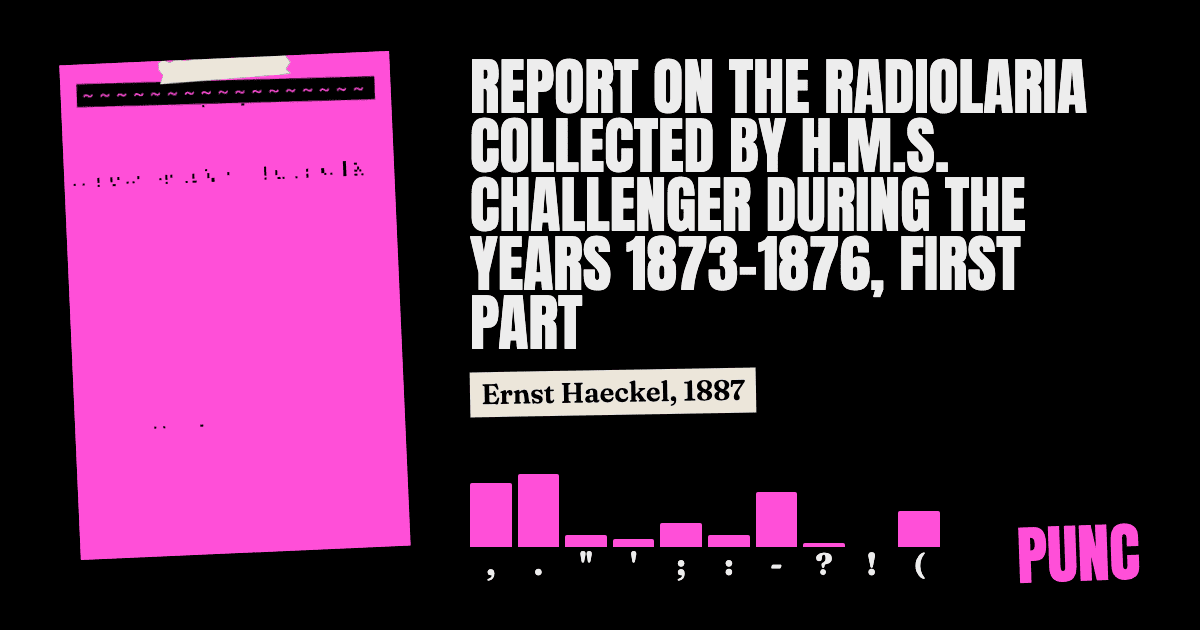 ~ ~ ~ ~ ~ ~ ~ ~ ~ ~ ~ ~ ~ ~ ~ ~ ~
REPORT ON THE RADIOLARIA
COLLECTED BY H.M.S.
CHALLENGER DURING THE
YEARS 1873-1876, FIRST
PART
Ernst Haeckel, 1887
, . " ' ; : - ? ! (
PUNC